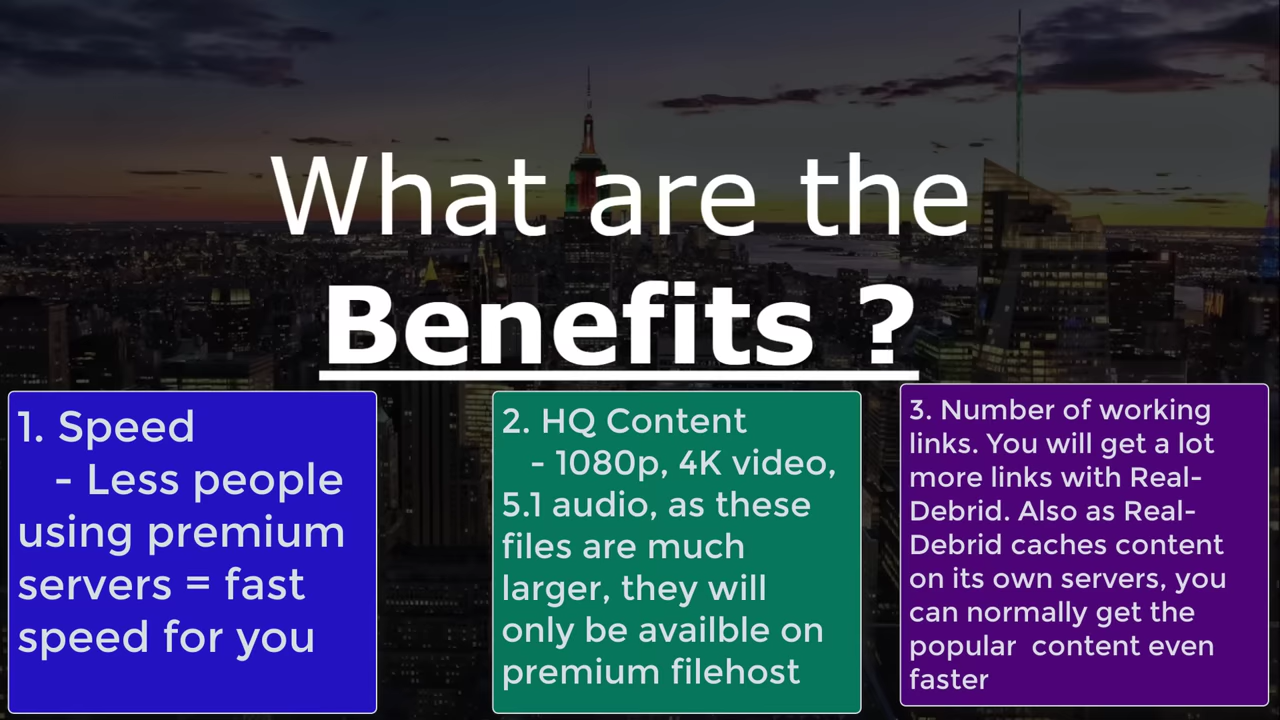 What are the
Benefits ?
1. Speed
- Less people
using premium
servers = fast
speed for you
2. HQ Content
- 1080p, 4K video,
5.1 audio, as these
files are much
larger, they will
only be availble on
premium filehost
3. Number of working
links. You will get a lot
more links with Real-
Debrid. Also as Real-
Debrid caches content
on its own servers, you
can normally get the
popular  content even
faster